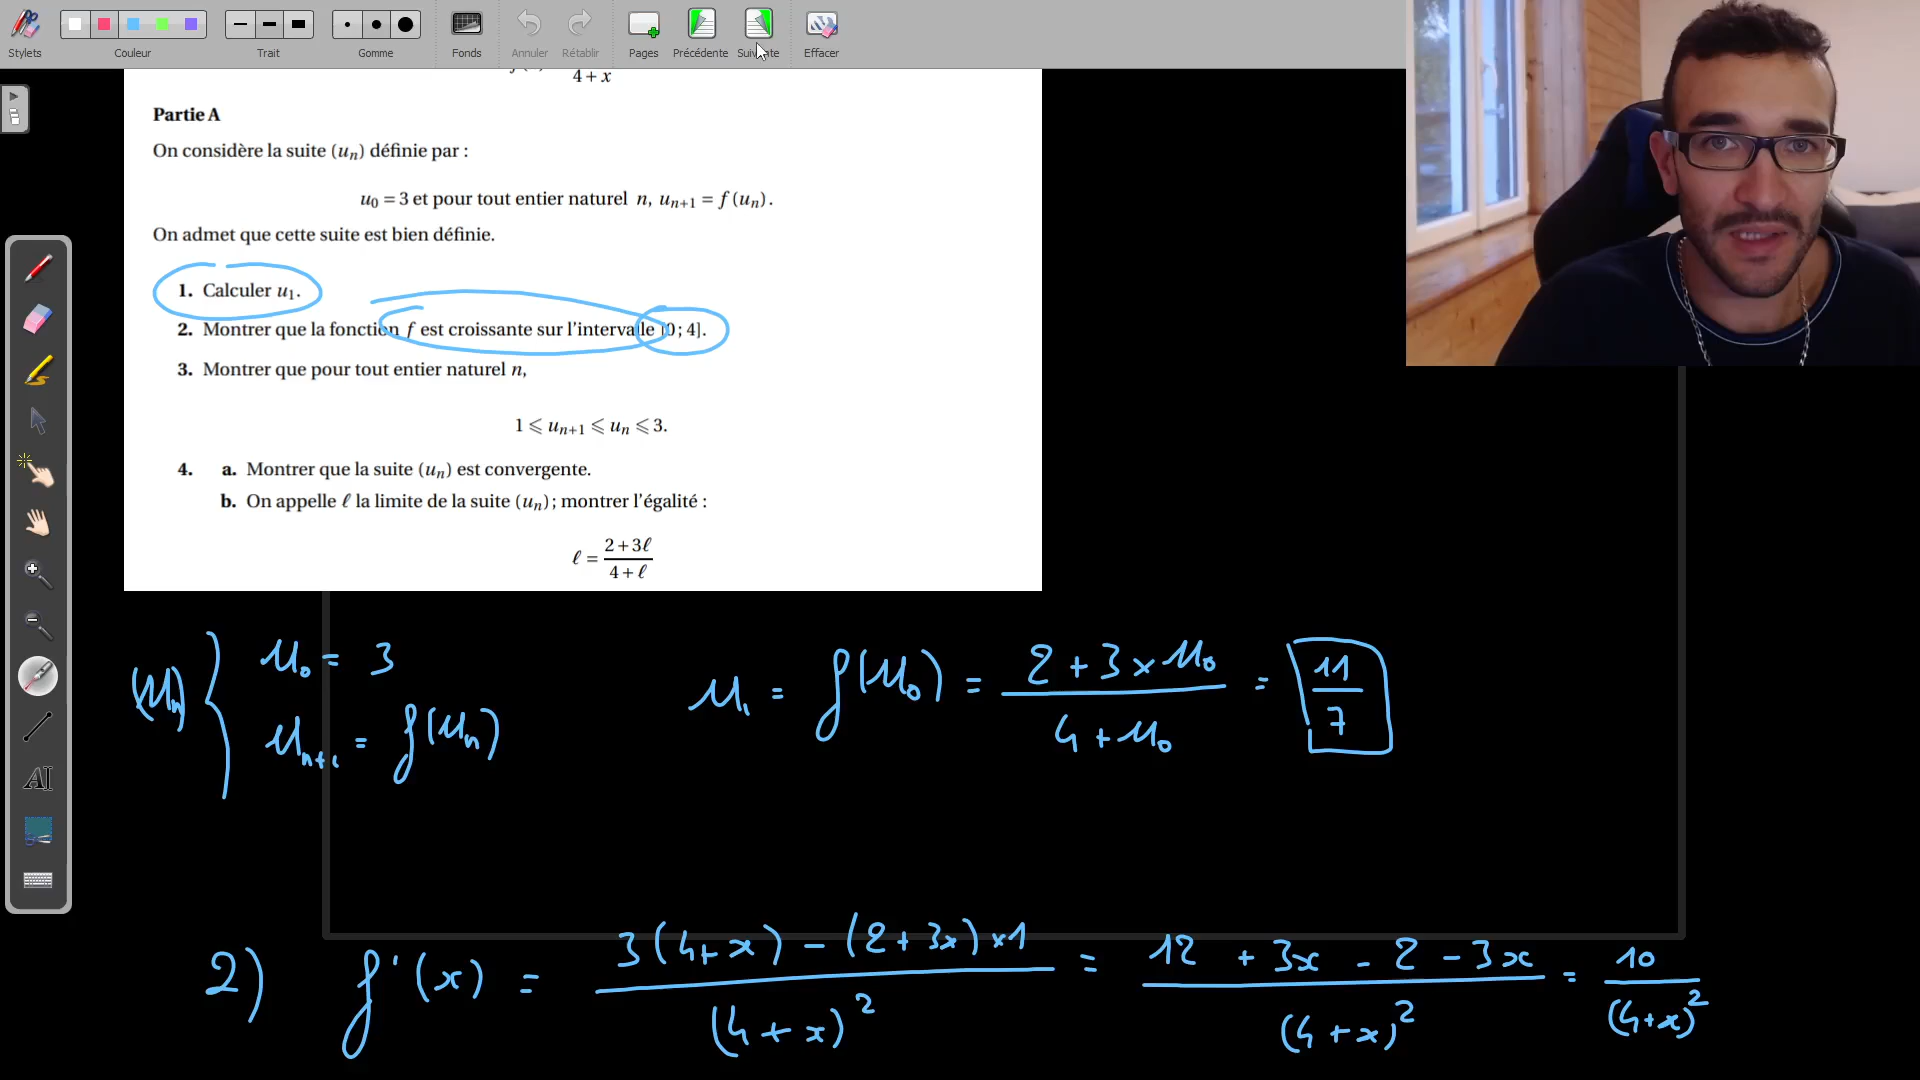 Stylets Couleur Trait Gomme Fonds Annuler Rétablir Pages Précédente Suivante Effacer
4 + x
Partie A
On considère la suite (uₙ) définie par :
u₀ = 3 et pour tout entier naturel n, uₙ₊₁ = f (uₙ).
On admet que cette suite est bien définie.
1. Calculer u₁.
2. Montrer que la fonction f est croissante sur l'intervalle [0 ; 4].
3. Montrer que pour tout entier naturel n,
1 ⩽ uₙ₊₁ ⩽ uₙ ⩽ 3.
4. a. Montrer que la suite (uₙ) est convergente.
b. On appelle ℓ la limite de la suite (uₙ) ; montrer l'égalité :
ℓ = (2 + 3ℓ)/(4 + ℓ)
AI
(uₙ) { u₀ = 3
uₙ₊₁ = f(uₙ)
u₁ = f(u₀) = (2 + 3 × u₀)/(4 + u₀) = 11/7
2) f'(x) = (3(4+x) − (2+3x)×1)/(4+x)² = (12 + 3x − 2 − 3x)/(4+x)² = 10/(4+x)²